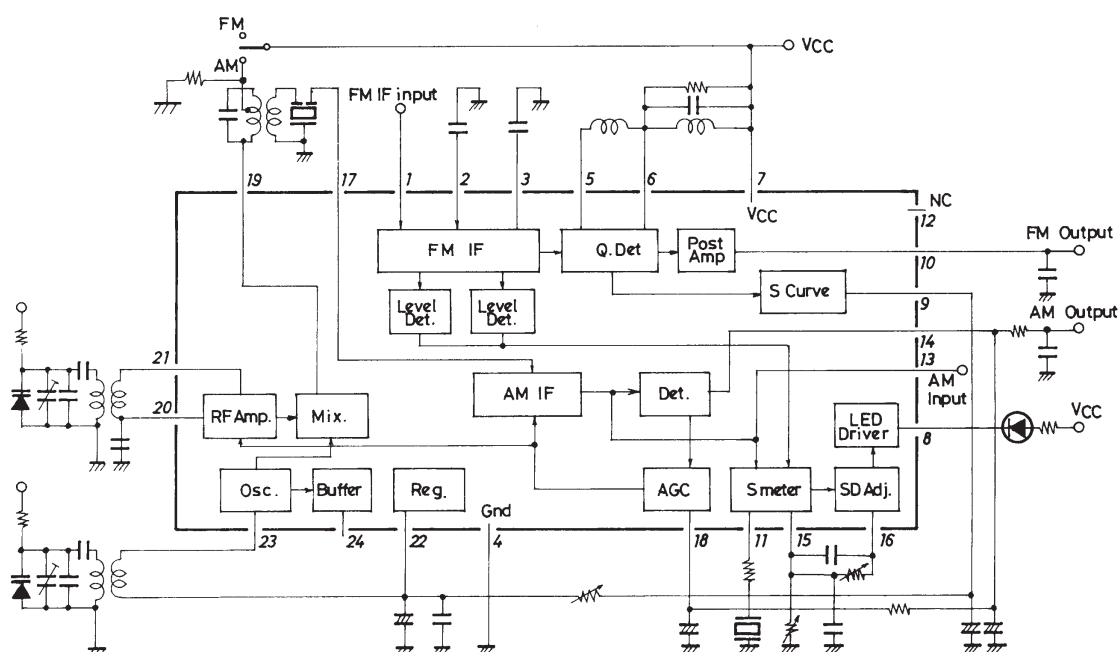 FM
VCC
AM
FM IF input
19
17
1
2
3
5
6
7
VCC
NC
12
FM IF
Q.Det
Post
Amp
FM Output
10
Level
Det.
Level
Det.
S Curve
9
AM Output
14
21
13
AM
Input
AM IF
Det.
20
RF Amp.
Mix.
LED
Driver
VCC
8
Osc.
Buffer
Reg.
Gnd
AGC
S meter
SD Adj.
23
24
22
4
18
11
15
16